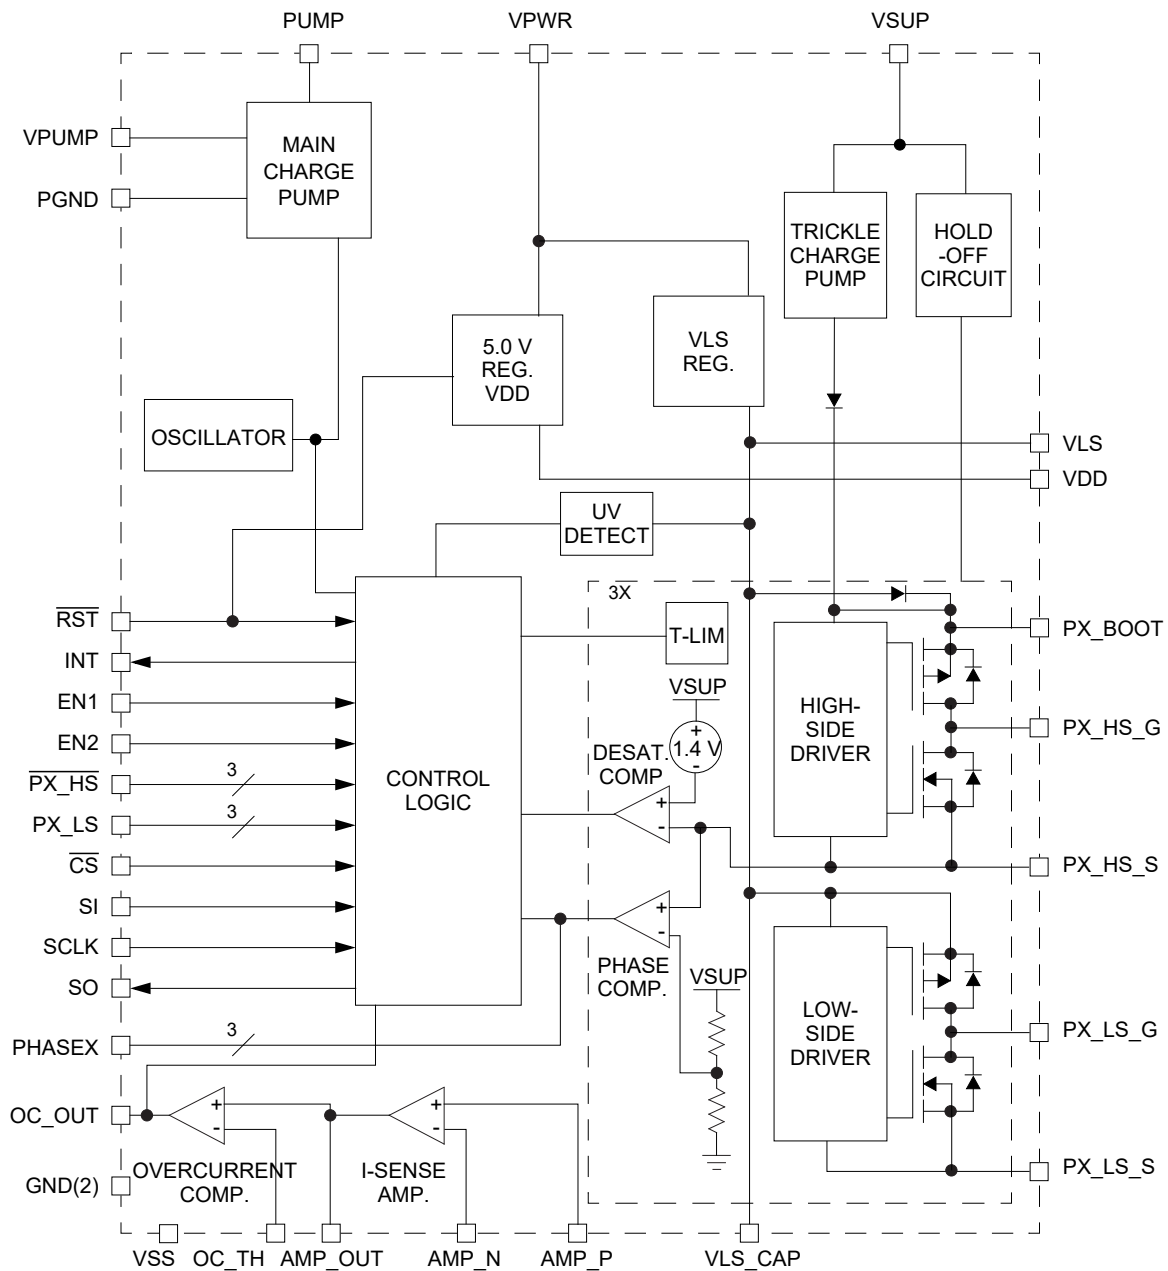 PUMP
VPWR
VSUP
VPUMP
PGND
MAIN
CHARGE
PUMP
TRICKLE
CHARGE
PUMP
HOLD
-OFF
CIRCUIT
5.0 V
REG.
VDD
VLS
REG.
OSCILLATOR
VLS
VDD
UV
DETECT
3X
RST
INT
EN1
EN2
PX_HS
3
PX_LS
3
CS
SI
SCLK
SO
PHASEX
3
OC_OUT
GND(2)
CONTROL
LOGIC
T-LIM
VSUP
+
1.4 V
-
DESAT.
COMP.
+
-
+
-
PHASE
COMP.
VSUP
HIGH-
SIDE
DRIVER
LOW-
SIDE
DRIVER
PX_BOOT
PX_HS_G
PX_HS_S
PX_LS_G
PX_LS_S
+
-
OVERCURRENT
COMP.
+
-
I-SENSE
AMP.
VSS
OC_TH
AMP_OUT
AMP_N
AMP_P
VLS_CAP